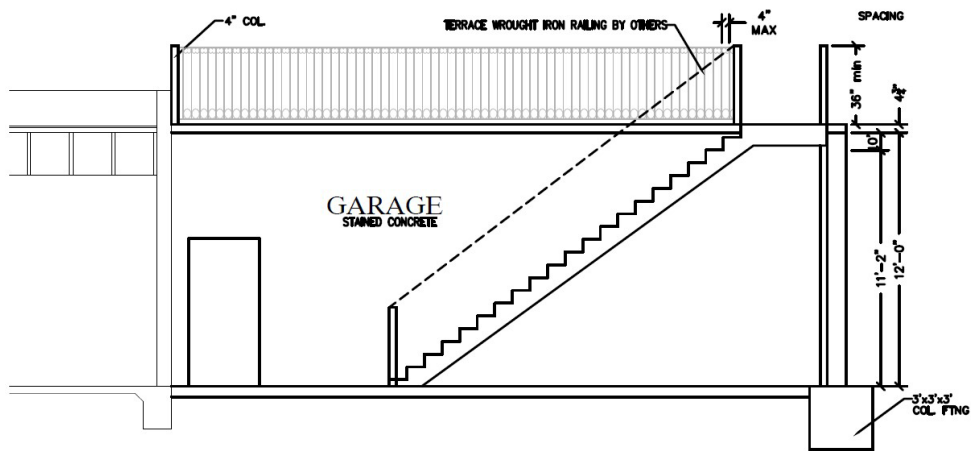 4" COL.
TERRACE WROUGHT IRON RAILING BY OTHERS
4"
MAX
SPACING
36" min
4¾"
10"
GARAGE
STAINED CONCRETE
11'-2"
12'-0"
3'x3'x3'
COL. FTNG